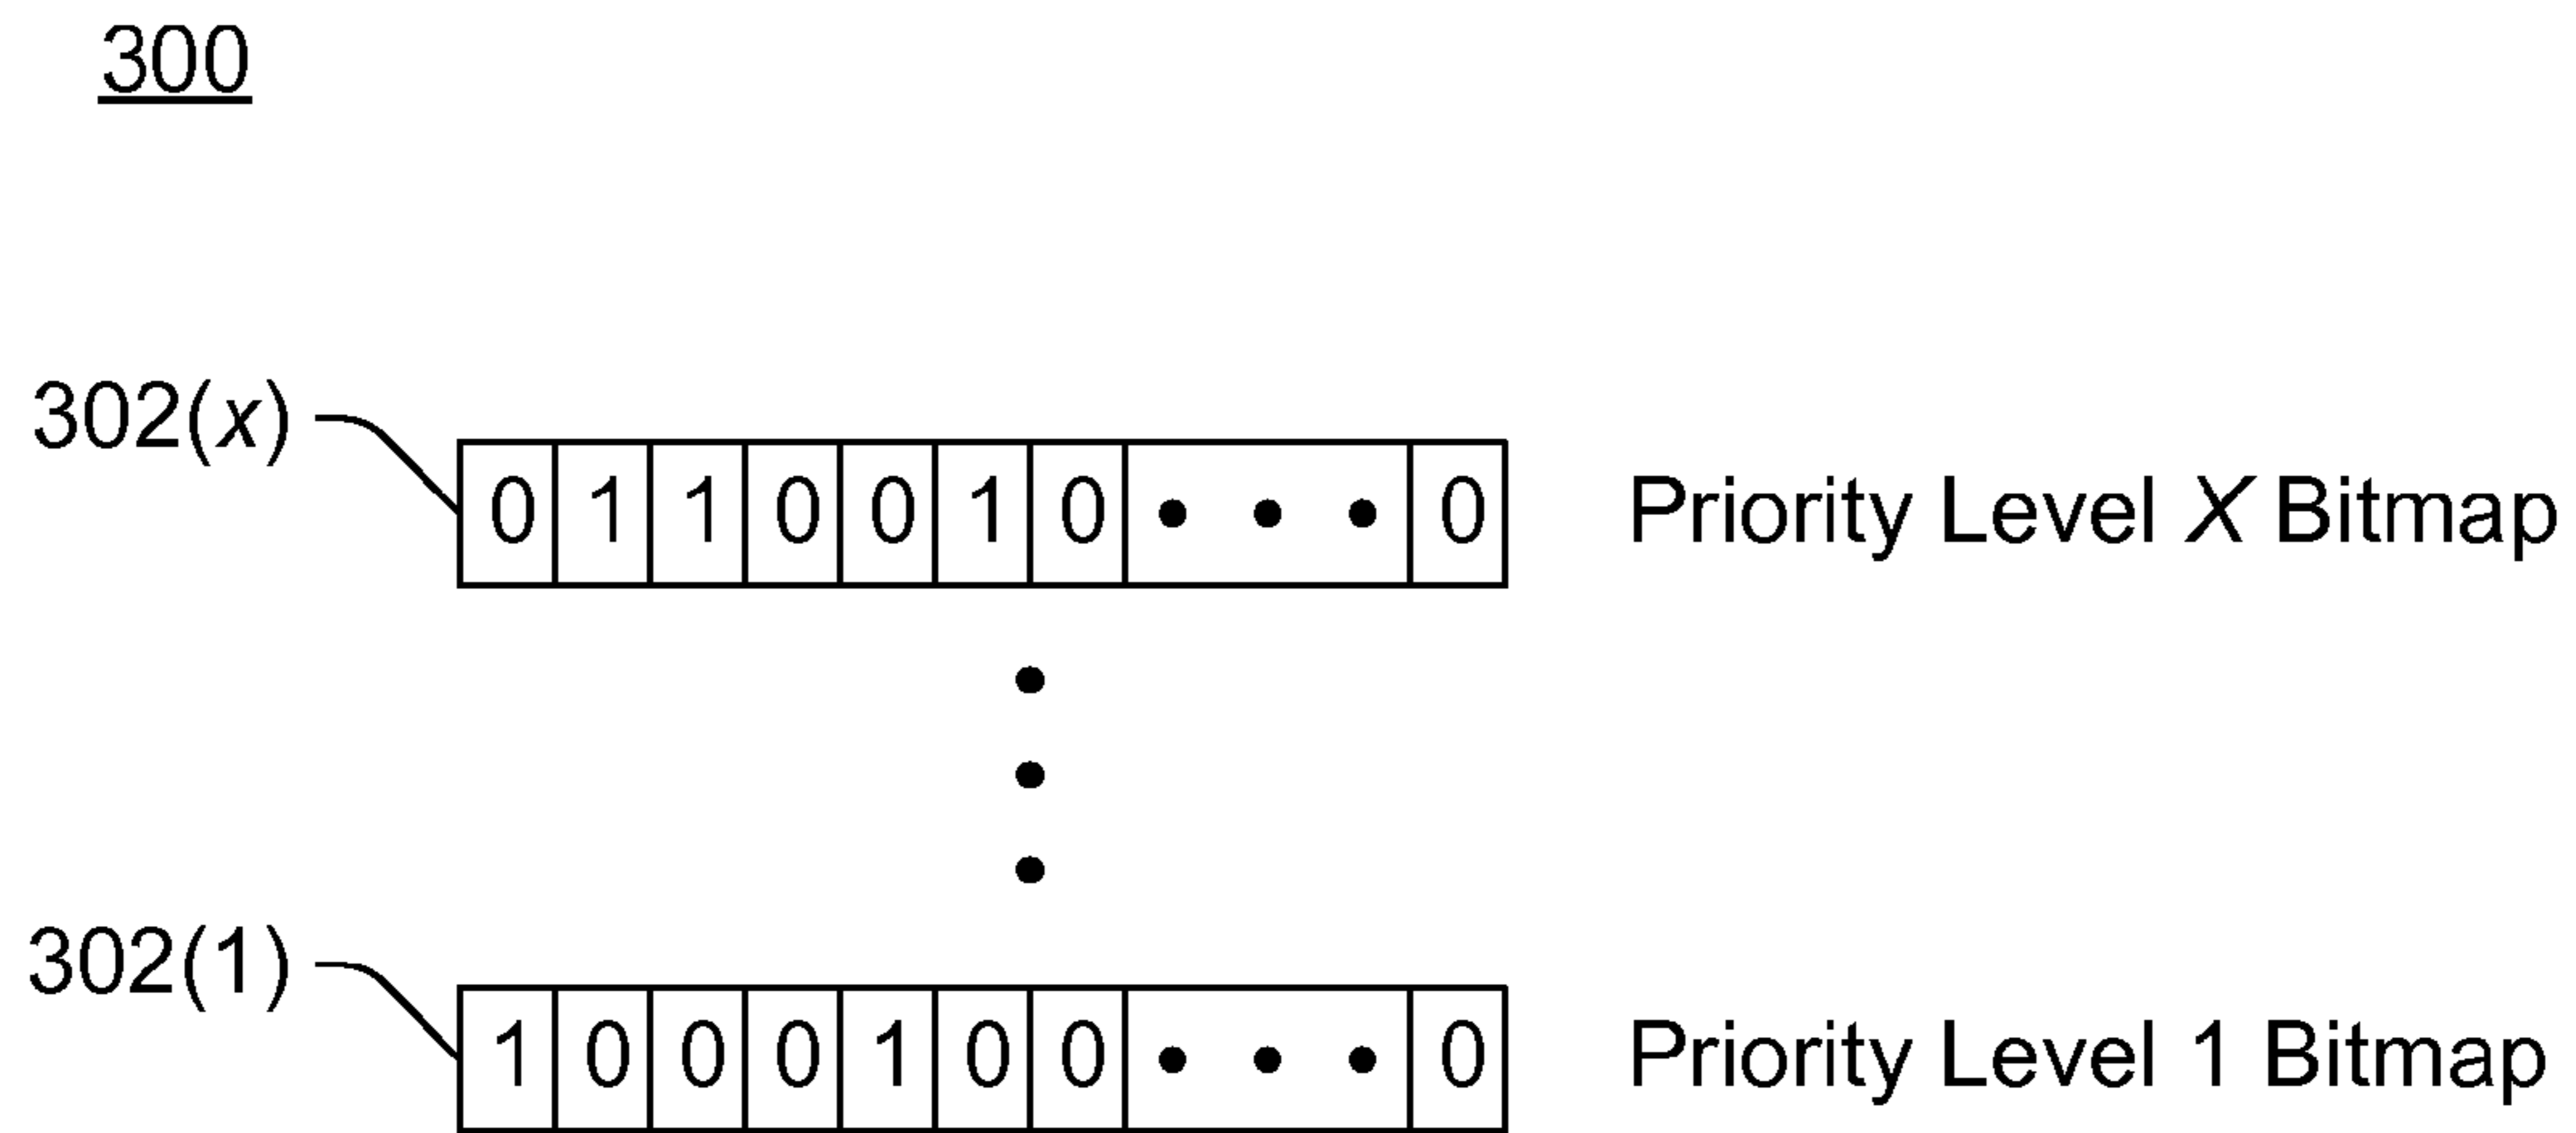 300
302(x) 0 1 1 0 0 1 0 • • • 0 Priority Level X Bitmap
302(1) 1 0 0 0 1 0 0 • • • 0 Priority Level 1 Bitmap